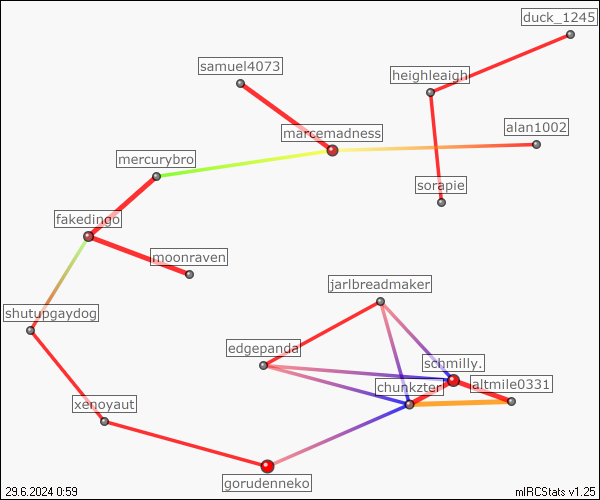 duck_1245
samuel4073
heighleaigh
marcemadness
alan1002
mercurybro
sorapie
fakedingo
moonraven
jarlbreadmaker
shutupgaydog
edgepanda
schmilly.
chunkzter
altmile0331
xenoyaut
gorudenneko
29.6.2024 0:59
mIRCStats v1.25